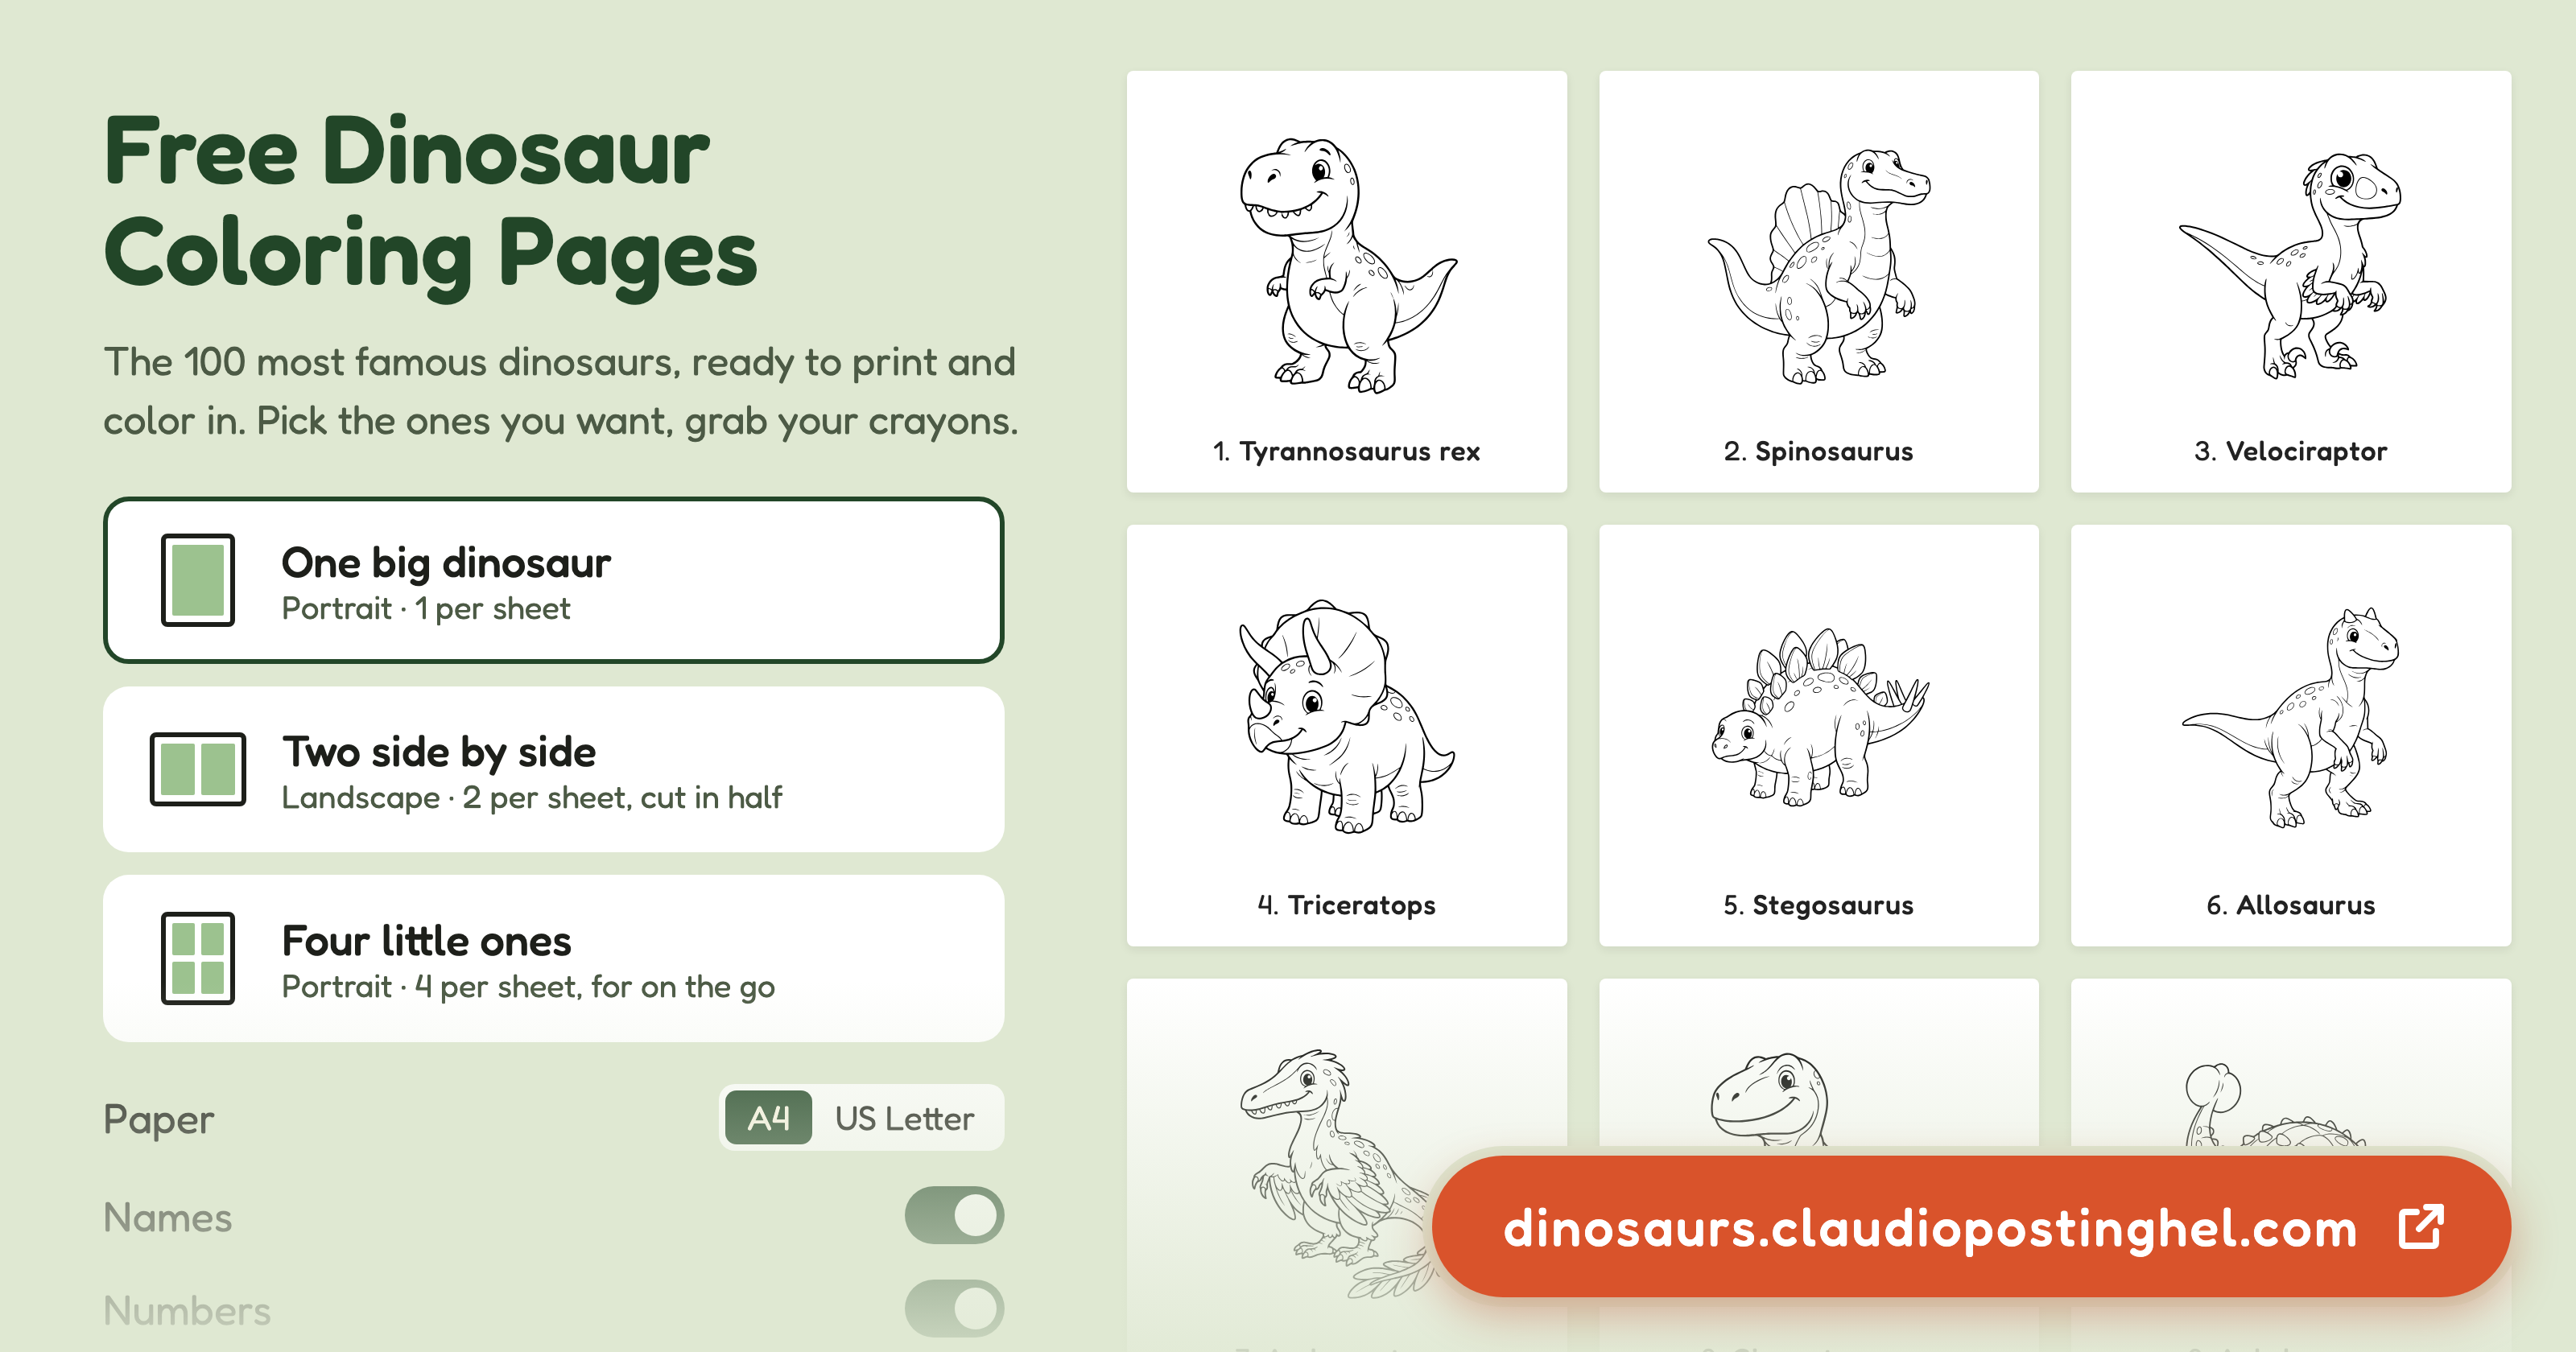 Free Dinosaur
Coloring Pages
The 100 most famous dinosaurs, ready to print and
color in. Pick the ones you want, grab your crayons.
One big dinosaur
Portrait · 1 per sheet
Two side by side
Landscape · 2 per sheet, cut in half
Four little ones
Portrait · 4 per sheet, for on the go
Paper
A4
US Letter
Names
Numbers
1. Tyrannosaurus rex
2. Spinosaurus
3. Velociraptor
4. Triceratops
5. Stegosaurus
6. Allosaurus
dinosaurs.claudiopostinghel.com